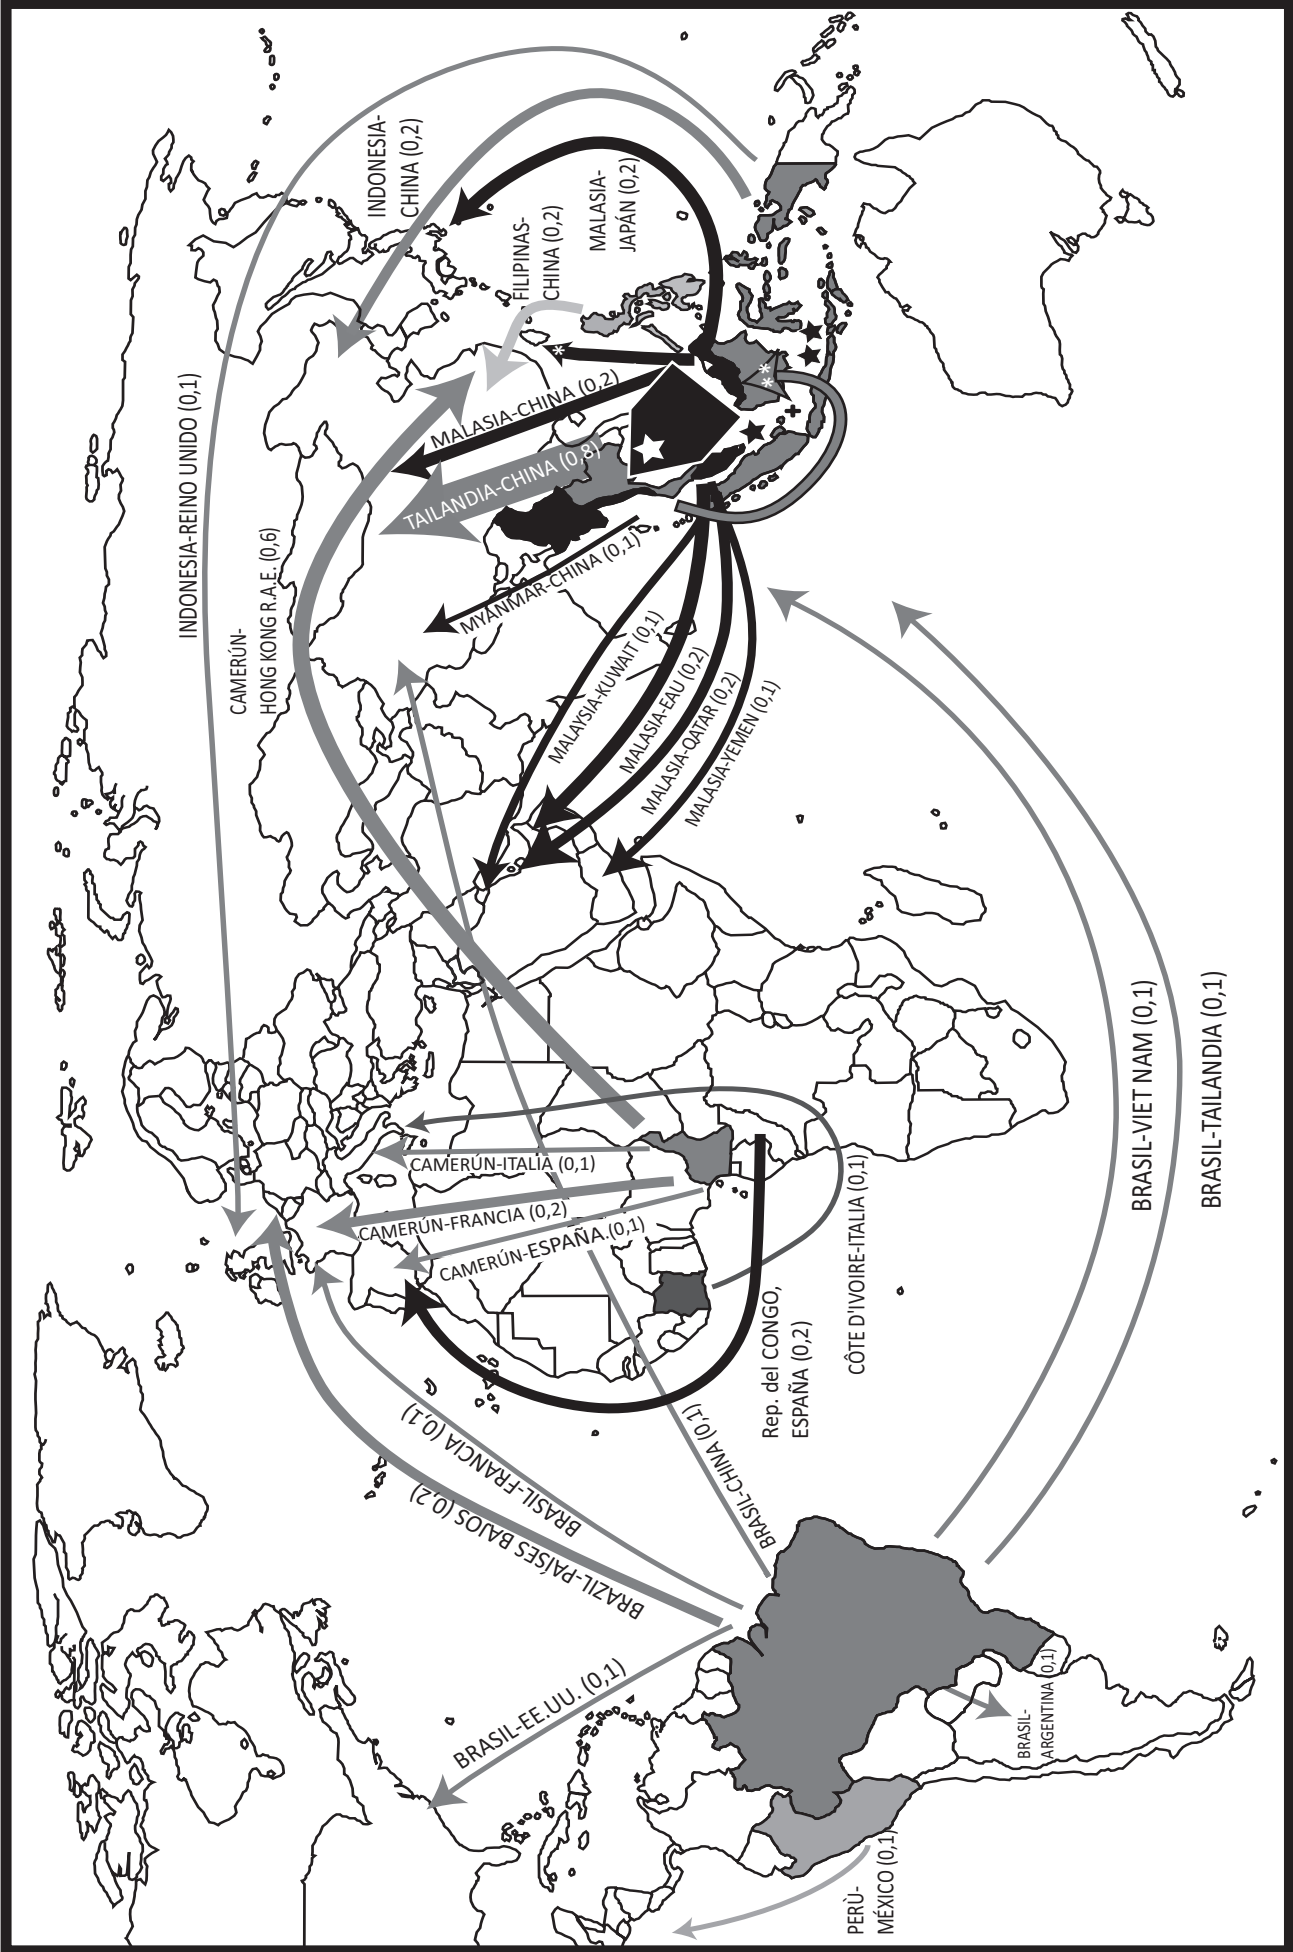 INDONESIA-REINO UNIDO (0,1)
INDONESIA-
CHINA (0,2)
CAMERÚN-
HONG KONG R.A.E. (0,6)
FILIPINAS-
CHINA (0,2)
MALASIA-
JAPÓN (0,2)
MALASIA-CHINA (0,2)
TAILANDIA-CHINA (0,8)
MYANMAR-CHINA (0,1)
MALAYSIA-KUWAIT (0,1)
MALASIA-EAU (0,2)
MALASIA-QATAR (0,2)
MALASIA-YEMEN (0,1)
*
**
CAMERÚN-ITALIA (0,1)
CAMERÚN-FRANCIA (0,2)
CAMERÚN-ESPAÑA.(0,1)
CÔTE D'IVOIRE-ITALIA (0,1)
Rep. del CONGO,
ESPAÑA (0,2)
BRASIL-VIET NAM (0,1)
BRASIL-TAILANDIA (0,1)
BRASIL-CHINA (0,1)
BRASIL-FRANCIA (0,1)
BRAZIL-PAÍSES BAJOS (0,2)
BRASIL-EE.UU. (0,1)
BRASIL-
ARGENTINA (0,1)
PERÙ-
MÉXICO (0,1)